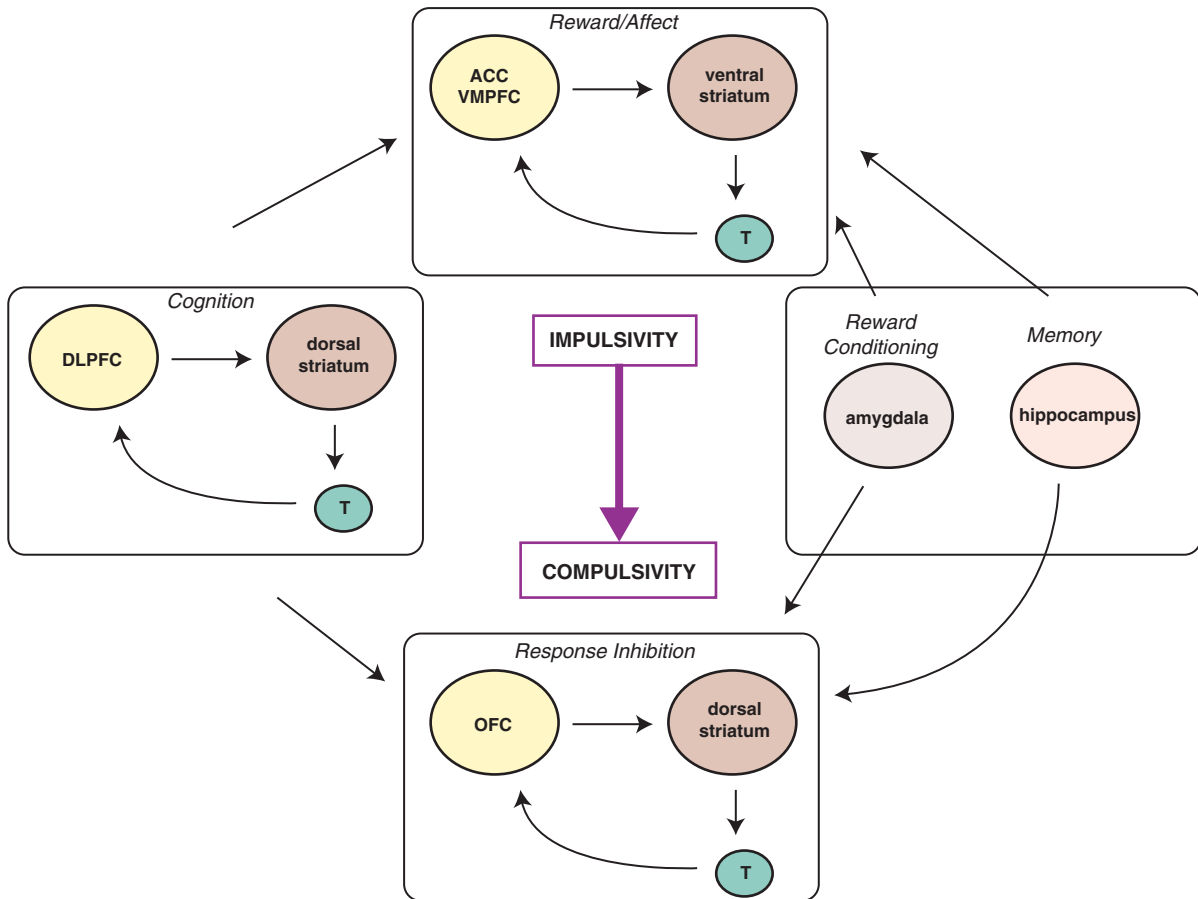 Reward/Affect
ACC
VMPFC
ventral
striatum
T
Cognition
DLPFC
dorsal
striatum
T
IMPULSIVITY
COMPULSIVITY
Reward
Conditioning
Memory
amygdala
hippocampus
Response Inhibition
OFC
dorsal
striatum
T